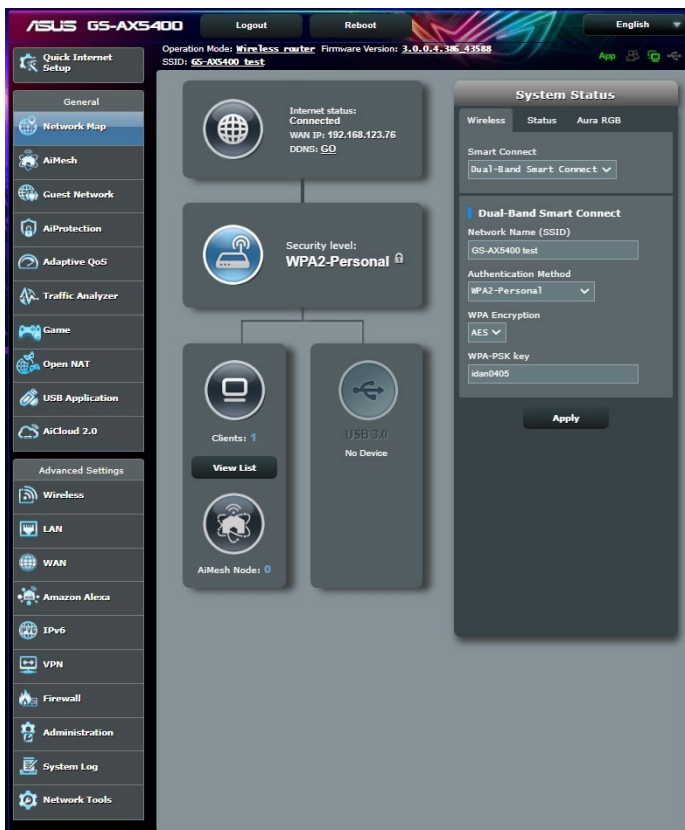 ASUS GS-AX5400
Logout
Reboot
English
Quick Internet
Setup
Operation Mode: Wireless router Firmware Version: 3.0.0.4.386_43588
SSID: GS-AX5400 test
App
General
Network Map
AiMesh
Guest Network
AiProtection
Adaptive QoS
Traffic Analyzer
Game
Open NAT
USB Application
AiCloud 2.0
Advanced Settings
Wireless
LAN
WAN
Amazon Alexa
IPv6
VPN
Firewall
Administration
System Log
Network Tools
Internet status:
Connected
WAN IP: 192.168.123.76
DDNS: GO
Security level:
WPA2-Personal
Clients: 1
View List
AiMesh Node: 0
USB 3.0
No Device
System Status
Wireless
Status
Aura RGB
Smart Connect
Dual-Band Smart Connect
Dual-Band Smart Connect
Network Name (SSID)
GS-AX5400 test
Authentication Method
WPA2-Personal
WPA Encryption
AES
WPA-PSK key
idan0405
Apply